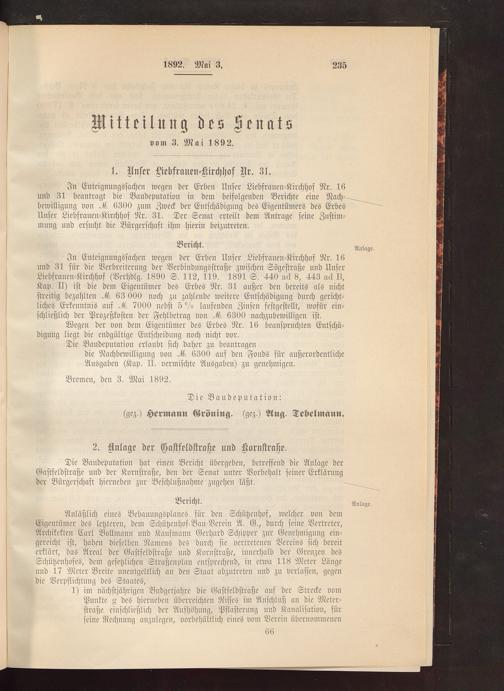 1892. Mai 3.
235
Mitteilung des Senats
vom 3. Mai 1892.
1. Unser Liebfrauen-Kirchhof Nr. 31.
In Enteignungssachen wegen der Erben Unser Liebfrauen-Kirchhof Nr. 16
und 31 beantragt die Baudeputation in dem beifolgenden Berichte eine Nach-
bewilligung von M. 6300 zum Zweck der Entschädigung des Eigentümers des Erbes
Unser Liebfrauen-Kirchhof Nr. 31. Der Senat erteilt dem Antrage seine Zustim-
mung und ersucht die Bürgerschaft ihm hierin beizutreten.
Bericht.
Anlage.
In Enteignungssachen wegen der Erben Unser Liebfrauen-Kirchhof Nr. 16
und 31 für die Verbreiterung der Verbindungsstraße zwischen Sögestraße und Unser
Liebfrauen-Kirchhof (Verhdlg. 1890 S. 112, 119. 1891 S. 440 ad 8, 443 ad B,
Kap. II) ist die dem Eigentümer des Erbes Nr. 31 außer den bereits als nicht
streitig bezahlten M. 63 000 noch zu zahlende weitere Entschädigung durch gericht-
liches Erkenntnis auf M. 7000 nebst 5 % laufenden Zinsen festgestellt, wofür ein-
schließlich der Prozeßkosten der Fehlbetrag von M. 6300 nachzubewilligen ist.
Wegen der von dem Eigentümer des Erbes Nr. 16 beanspruchten Entschä-
digung liegt die endgültige Entscheidung noch nicht vor.
Die Baudeputation erlaubt sich daher zu beantragen
die Nachbewilligung von M. 6300 auf den Fonds für außerordentliche
Ausgaben (Kap. II. vermischte Ausgaben) zu genehmigen.
Bremen, den 3. Mai 1892.
Die Baudeputation:
(gez.) Hermann Gröning. (gez.) Aug. Tebelmann.
2. Anlage der Gastfeldstraße und Kornstraße.
Die Baudeputation hat einen Bericht übergeben, betreffend die Anlage der
Gastfeldstraße und der Kornstraße, den der Senat unter Vorbehalt seiner Erklärung
der Bürgerschaft hierneben zur Beschlußnahme zugehen läßt.
Bericht.
Anlage.
Anläßlich eines Bebauungsplanes für den Schützenhof, welcher von dem
Eigentümer des letzteren, dem Schützenhof-Bau-Verein A. G., durch seine Vertreter,
Architekten Carl Bollmann und Kaufmann Gerhard Schipper zur Genehmigung ein-
gereicht ist, haben dieselben Namens des durch sie vertretenen Vereins sich bereit
erklärt, das Areal der Gastfeldstraße und Kornstraße, innerhalb der Grenzen des
Schützenhofes, dem gesetzlichen Straßenplan entsprechend, in etwa 118 Meter Länge
und 17 Meter Breite unentgeltlich an den Staat abzutreten und zu verlassen, gegen
die Verpflichtung des Staates,
1) im nächstjährigen Budgetjahre die Gastfeldstraße auf der Strecke vom
Punkte g des hierneben überreichten Risses im Anschluß an die Meter-
straße einschließlich der Aufhöhung, Pflasterung und Kanalisation, für
seine Rechnung anzulegen, vorbehältlich eines vom Verein übernommenen
66